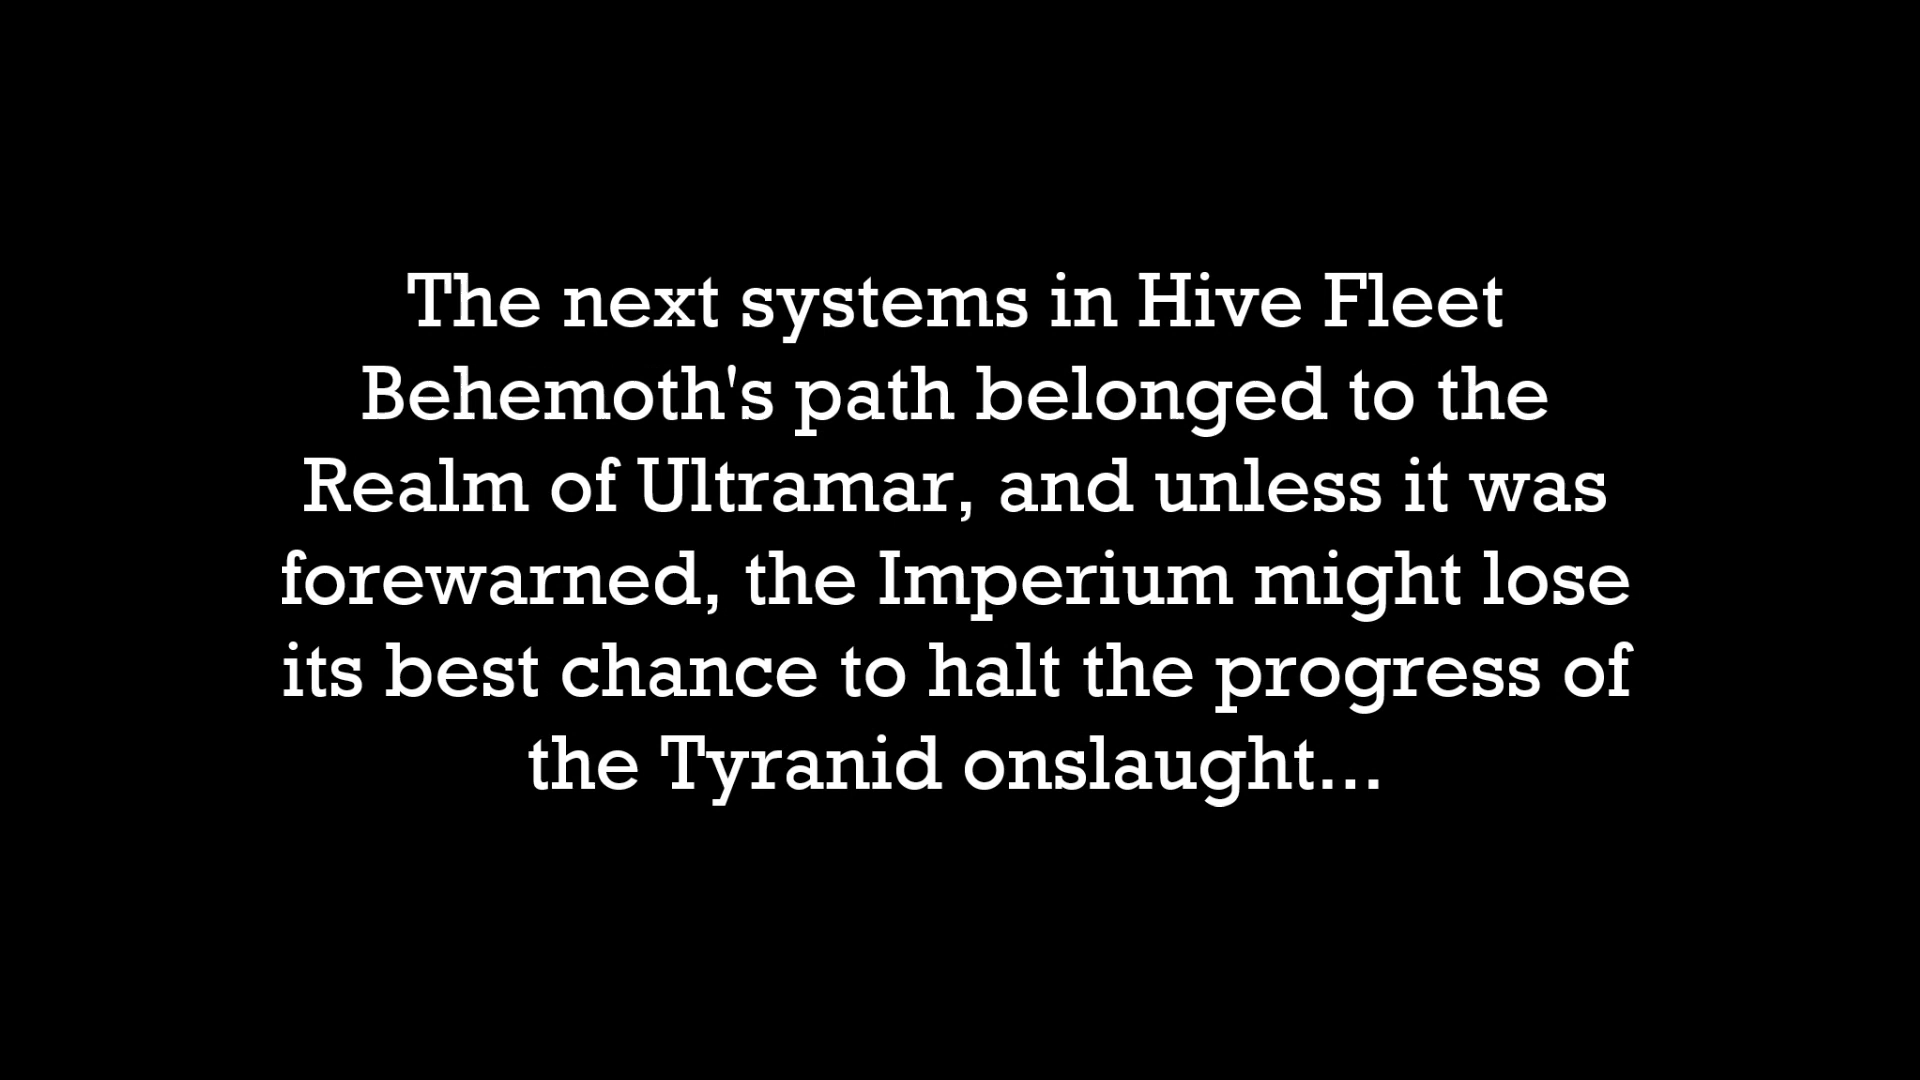 The next systems in Hive Fleet
Behemoth's path belonged to the
Realm of Ultramar, and unless it was
forewarned, the Imperium might lose
its best chance to halt the progress of
the Tyranid onslaught...